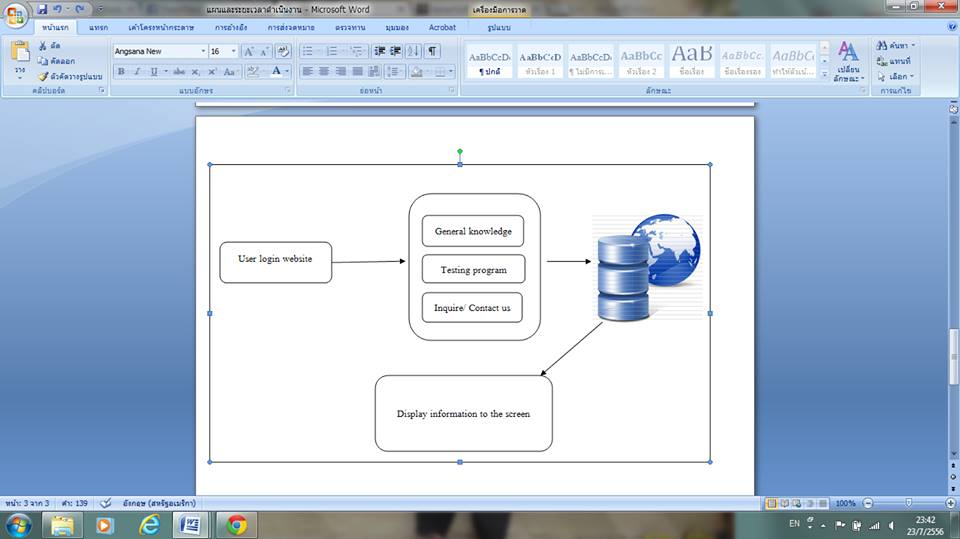 แผนและระยะเวลาดำเนินงาน - Microsoft Word
เครื่องมือการวาด
หน้าแรก แทรก เค้าโครงหน้ากระดาษ การอ้างอิง การส่งจดหมาย ตรวจทาน มุมมอง Acrobat รูปแบบ
วาง
ตัด
คัดลอก
ตัวคัดวางรูปแบบ
คลิปบอร์ด
Angsana New 16
แบบอักษร
ย่อหน้า
AaBbCcDc AaBbCcD AaBbCcDc AaBbCc AaB AaBbCc. AaBbCcDc
¶ ปกติ หัวเรื่อง 1 ¶ ไม่มีการเ... หัวเรื่อง 2 ชื่อเรื่อง ชื่อเรื่องรอง ทำให้ตัวเน้...
ลักษณะ
เปลี่ยน
ลักษณะ
ค้นหา
แทนที่
เลือก
การแก้ไข
User login website
General knowledge
Testing program
Inquire/ Contact us
Display information to the screen
หน้า: 3 จาก 3 คำ: 139 อังกฤษ (สหรัฐอเมริกา) 100%
EN
23:42
23/7/2556